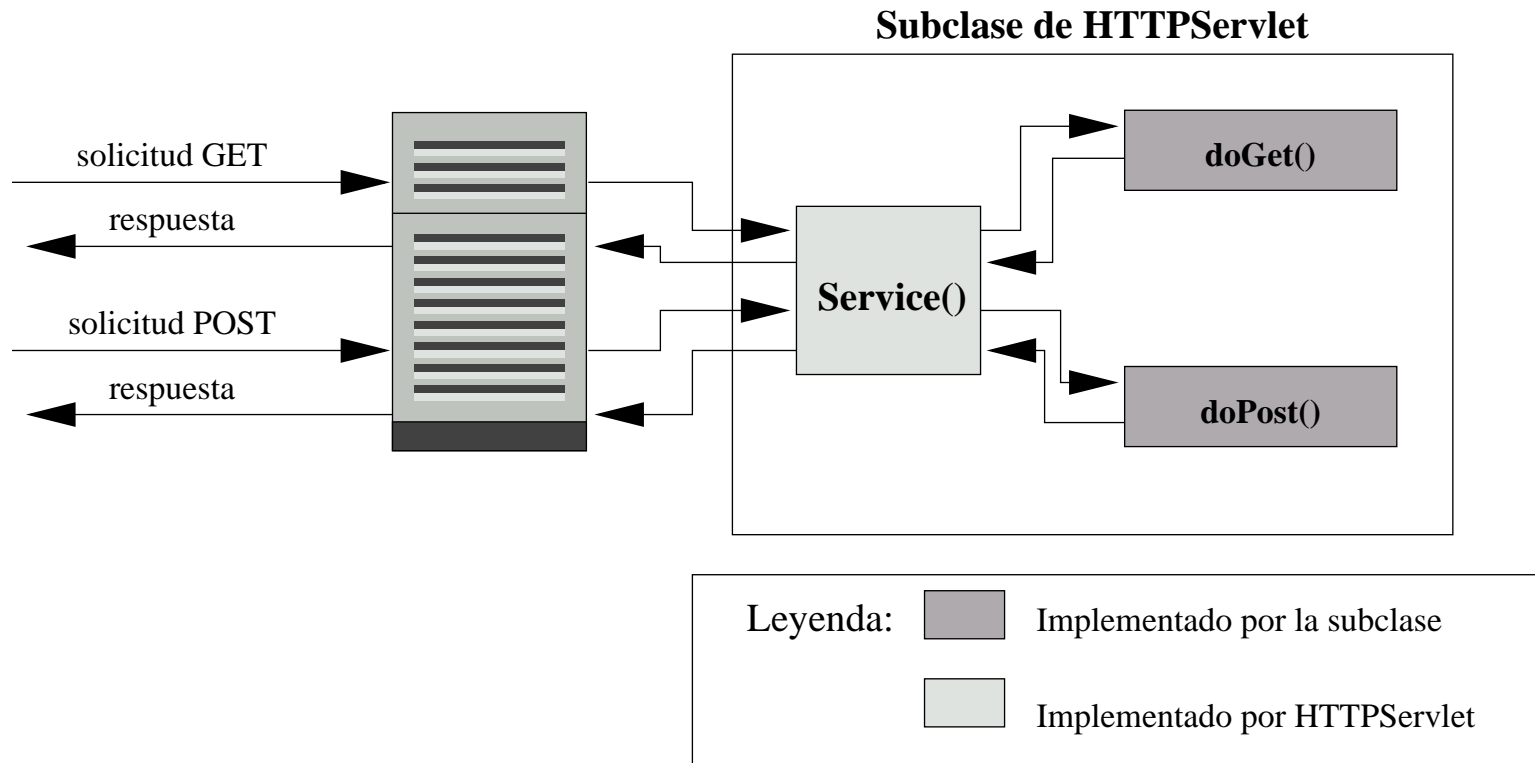 Subclase de HTTPServlet
solicitud GET
respuesta
solicitud POST
respuesta
Service()
doGet()
doPost()
Leyenda:
Implementado por la subclase
Implementado por HTTPServlet